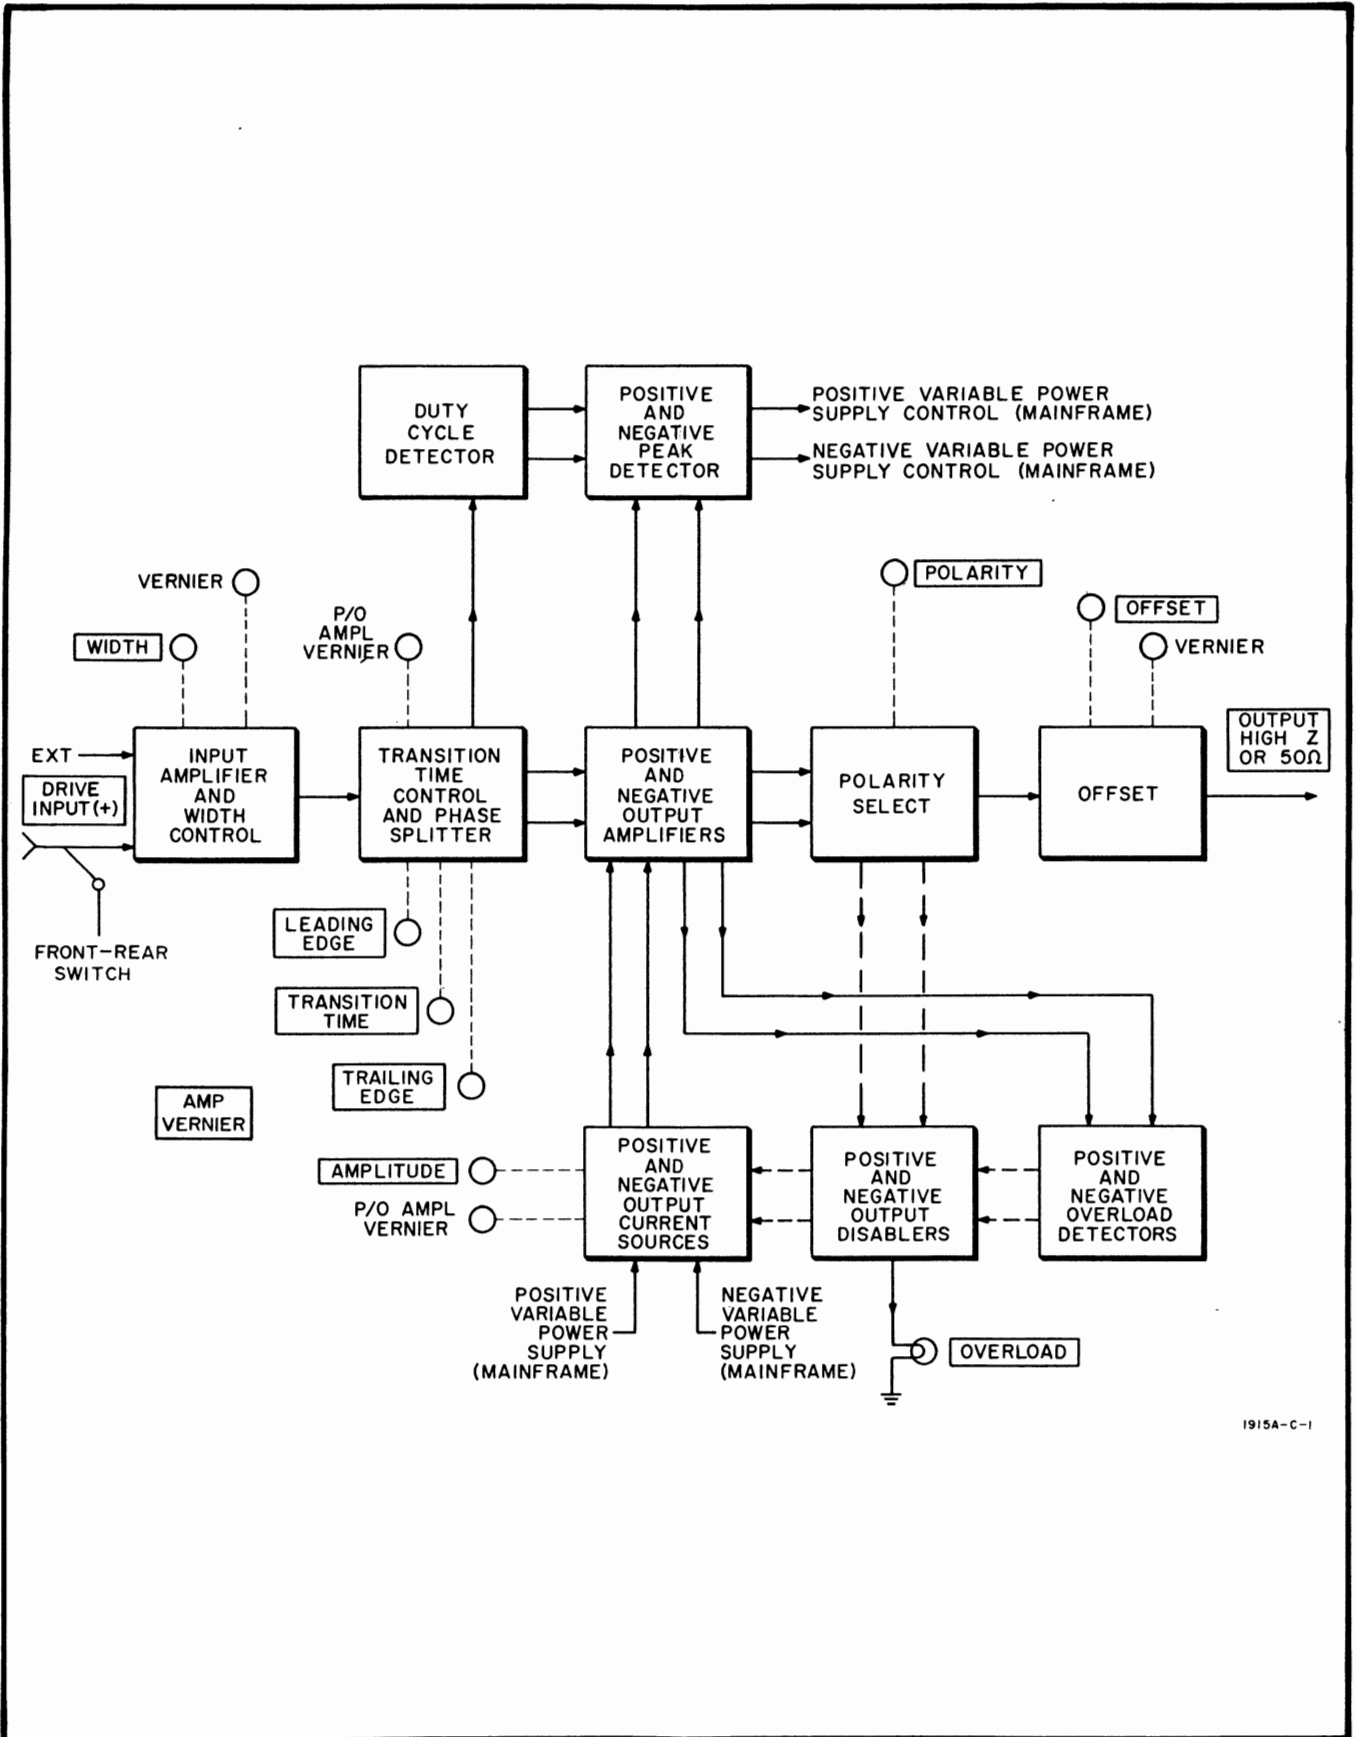 DUTY
CYCLE
DETECTOR
POSITIVE
AND
NEGATIVE
PEAK
DETECTOR
POSITIVE VARIABLE POWER
SUPPLY CONTROL (MAINFRAME)
NEGATIVE VARIABLE POWER
SUPPLY CONTROL (MAINFRAME)
VERNIER
WIDTH
P/O
AMPL
VERNIER
POLARITY
OFFSET
VERNIER
EXT
DRIVE
INPUT(+)
FRONT-REAR
SWITCH
INPUT
AMPLIFIER
AND
WIDTH
CONTROL
TRANSITION
TIME
CONTROL
AND PHASE
SPLITTER
POSITIVE
AND
NEGATIVE
OUTPUT
AMPLIFIERS
POLARITY
SELECT
OFFSET
OUTPUT
HIGH Z
OR 50Ω
LEADING
EDGE
TRANSITION
TIME
TRAILING
EDGE
AMP
VERNIER
AMPLITUDE
P/O AMPL
VERNIER
POSITIVE
AND
NEGATIVE
OUTPUT
CURRENT
SOURCES
POSITIVE
AND
NEGATIVE
OUTPUT
DISABLERS
POSITIVE
AND
NEGATIVE
OVERLOAD
DETECTORS
POSITIVE
VARIABLE
POWER
SUPPLY
(MAINFRAME)
NEGATIVE
VARIABLE
POWER
SUPPLY
(MAINFRAME)
OVERLOAD
1915A-C-1